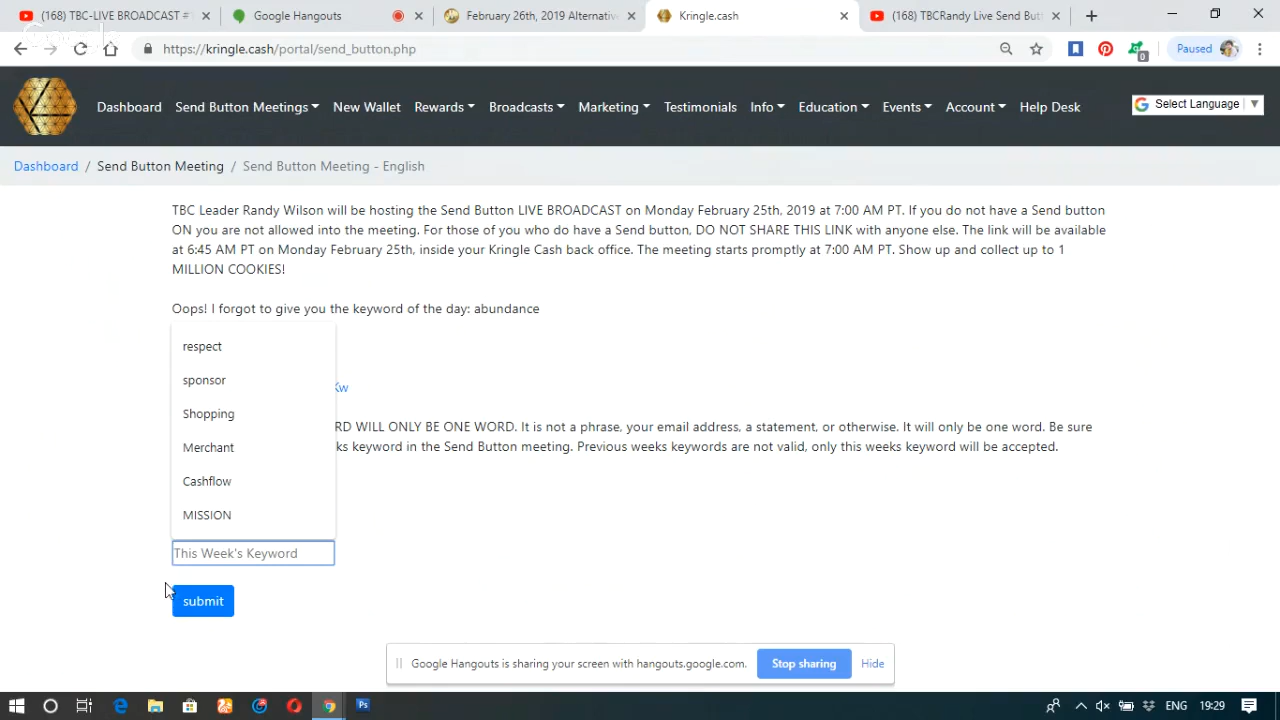 (168) TBC-LIVE BROADCAST #
Google Hangouts
February 26th, 2019 Alternativ
Kringle.cash
(168) TBCRandy Live Send But
Google
https://kringle.cash/portal/send_button.php
0
Paused
Dashboard Send Button Meetings New Wallet Rewards Broadcasts Marketing Testimonials Info Education Events Account Help Desk
Select Language
Dashboard / Send Button Meeting / Send Button Meeting - English
TBC Leader Randy Wilson will be hosting the Send Button LIVE BROADCAST on Monday February 25th, 2019 at 7:00 AM PT. If you do not have a Send button
ON you are not allowed into the meeting. For those of you who do have a Send button, DO NOT SHARE THIS LINK with anyone else. The link will be available
at 6:45 AM PT on Monday February 25th, inside your Kringle Cash back office. The meeting starts promptly at 7:00 AM PT. Show up and collect up to 1
MILLION COOKIES!
Oops! I forgot to give you the keyword of the day: abundance
respect
sponsor
Kw
Shopping
RD WILL ONLY BE ONE WORD. It is not a phrase, your email address, a statement, or otherwise. It will only be one word. Be sure
Merchant
ks keyword in the Send Button meeting. Previous weeks keywords are not valid, only this weeks keyword will be accepted.
Cashflow
MISSION
This Week's Keyword
submit
Google Hangouts is sharing your screen with hangouts.google.com.
Stop sharing
Hide
ENG
19:29